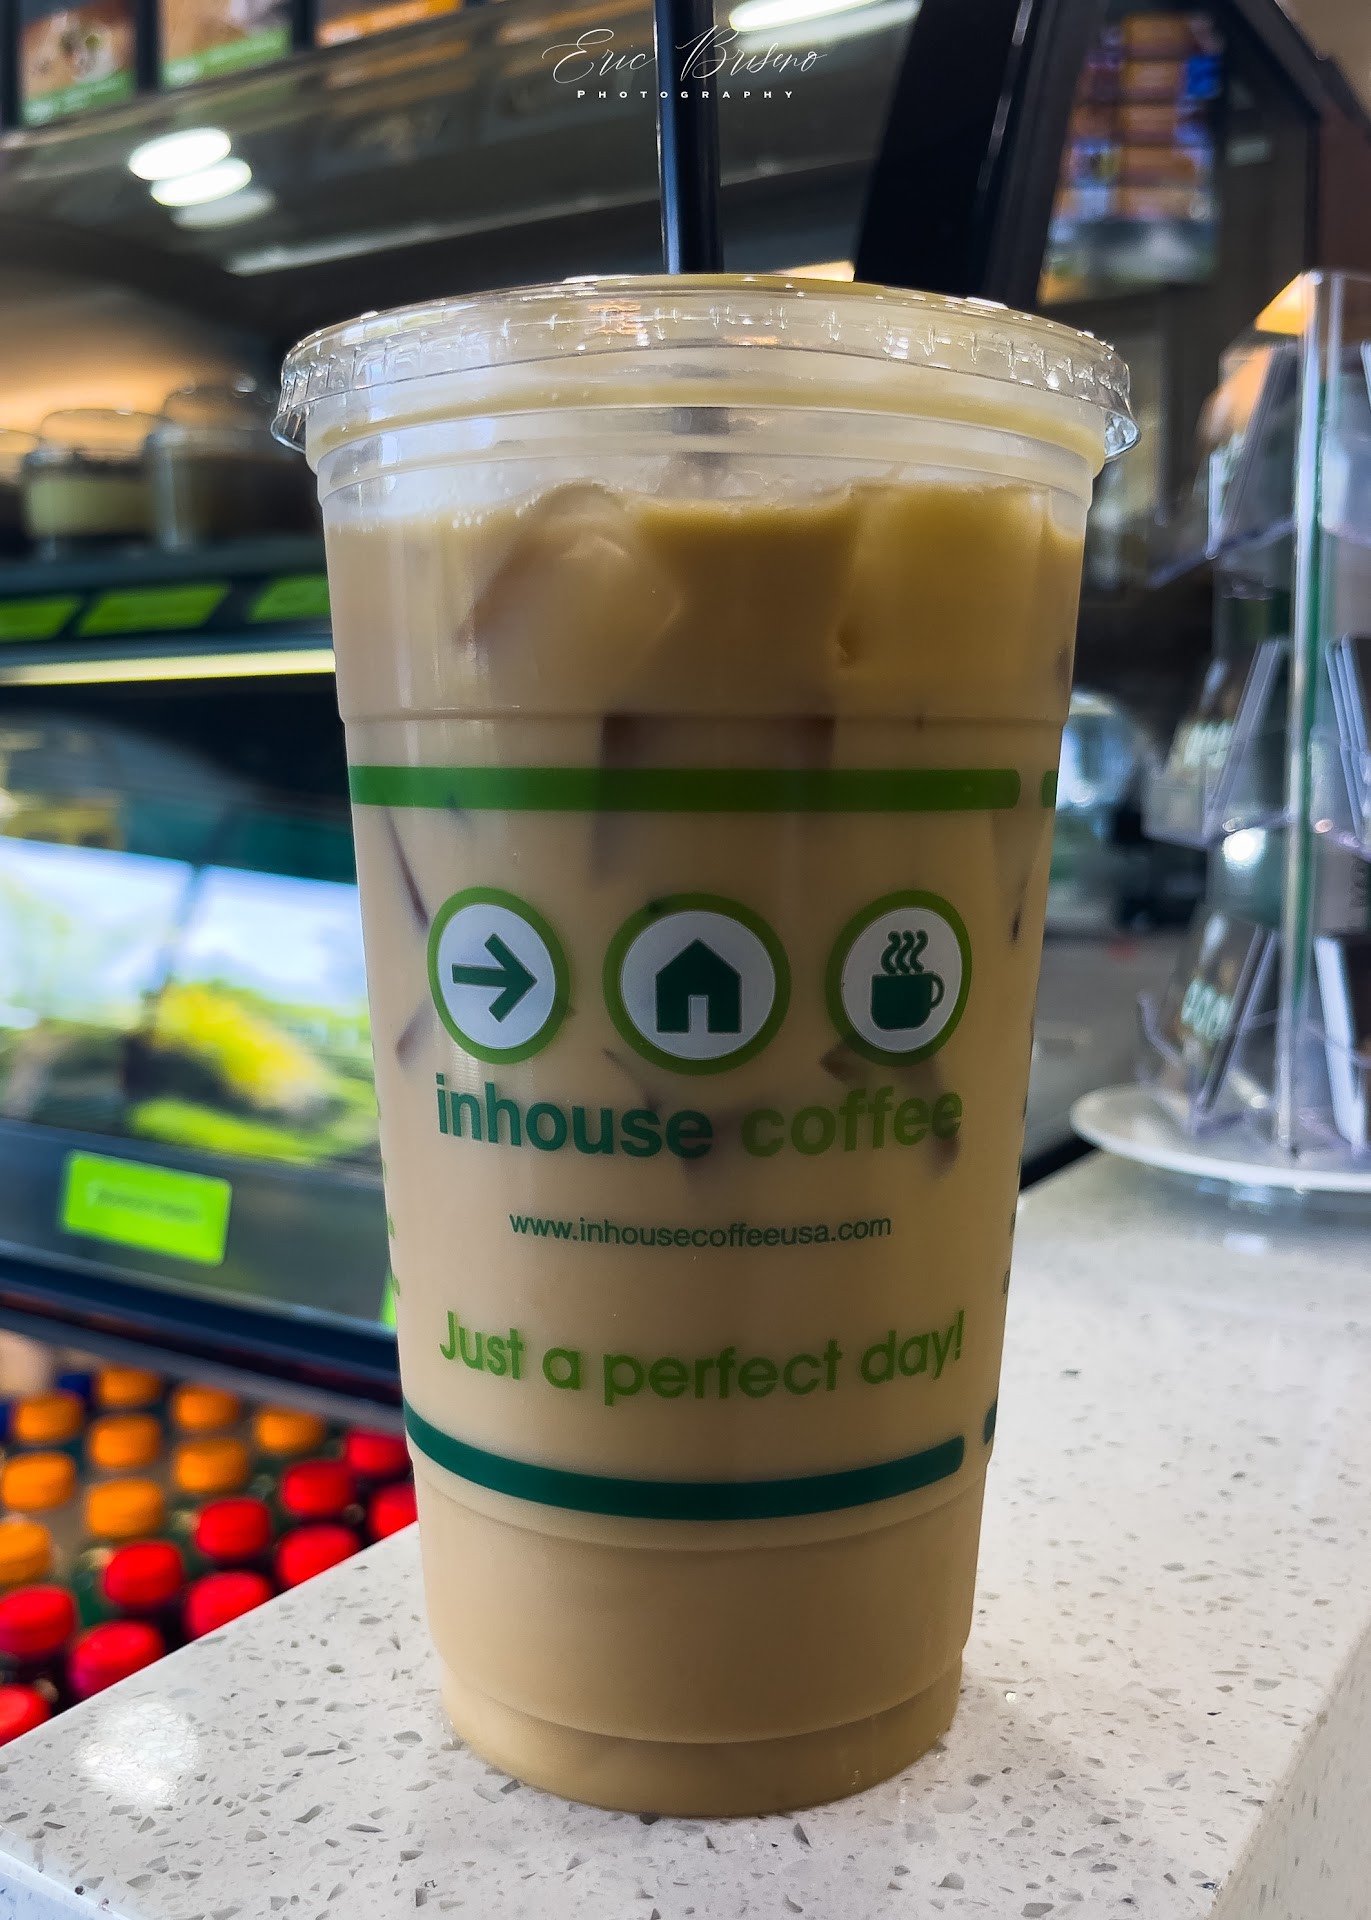 Eric Briseno
PHOTOGRAPHY
inhouse coffee
www.inhousecoffeeusa.com
Just a perfect day!